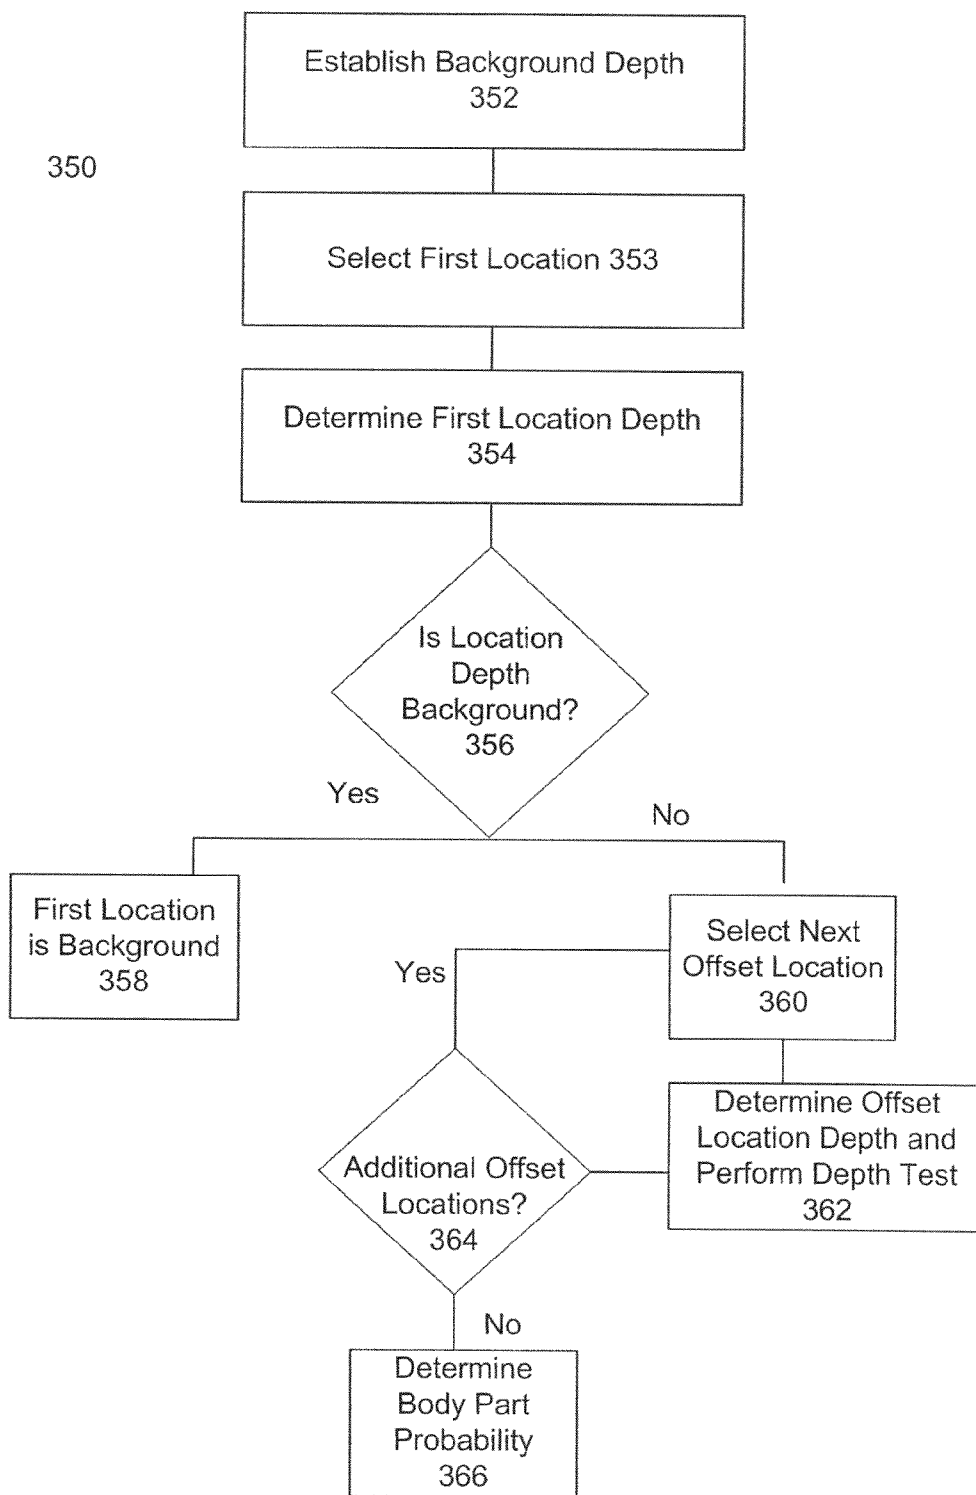 Establish Background Depth
352
350
Select First Location 353
Determine First Location Depth
354
Is Location
Depth
Background?
356
Yes
No
First Location
is Background
358
Select Next
Offset Location
360
Yes
Determine Offset
Location Depth and
Perform Depth Test
362
Additional Offset
Locations?
364
No
Determine
Body Part
Probability
366